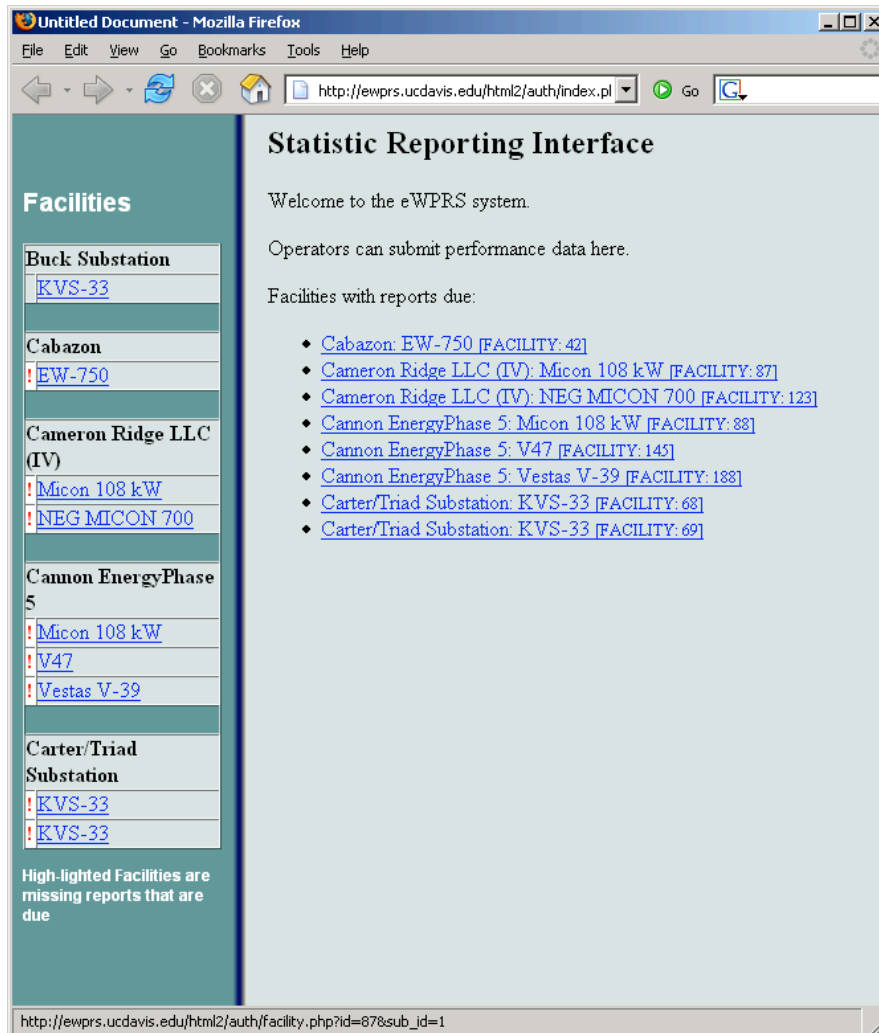 Untitled Document - Mozilla Firefox
File Edit View Go Bookmarks Tools Help
http://ewprs.ucdavis.edu/html2/auth/index.pl Go G
Facilities
Buck Substation
KVS-33
Cabazon
! EW-750
Cameron Ridge LLC
(IV)
! Micon 108 kW
! NEG MICON 700
Cannon EnergyPhase
5
! Micon 108 kW
! V47
! Vestas V-39
Carter/Triad
Substation
! KVS-33
! KVS-33
High-lighted Facilities are
missing reports that are
due
Statistic Reporting Interface
Welcome to the eWPRS system.
Operators can submit performance data here.
Facilities with reports due:
• Cabazon: EW-750 [FACILITY: 42]
• Cameron Ridge LLC (IV): Micon 108 kW [FACILITY: 87]
• Cameron Ridge LLC (IV): NEG MICON 700 [FACILITY: 123]
• Cannon EnergyPhase 5: Micon 108 kW [FACILITY: 88]
• Cannon EnergyPhase 5: V47 [FACILITY: 145]
• Cannon EnergyPhase 5: Vestas V-39 [FACILITY: 188]
• Carter/Triad Substation: KVS-33 [FACILITY: 68]
• Carter/Triad Substation: KVS-33 [FACILITY: 69]
http://ewprs.ucdavis.edu/html2/auth/facility.php?id=87&sub_id=1